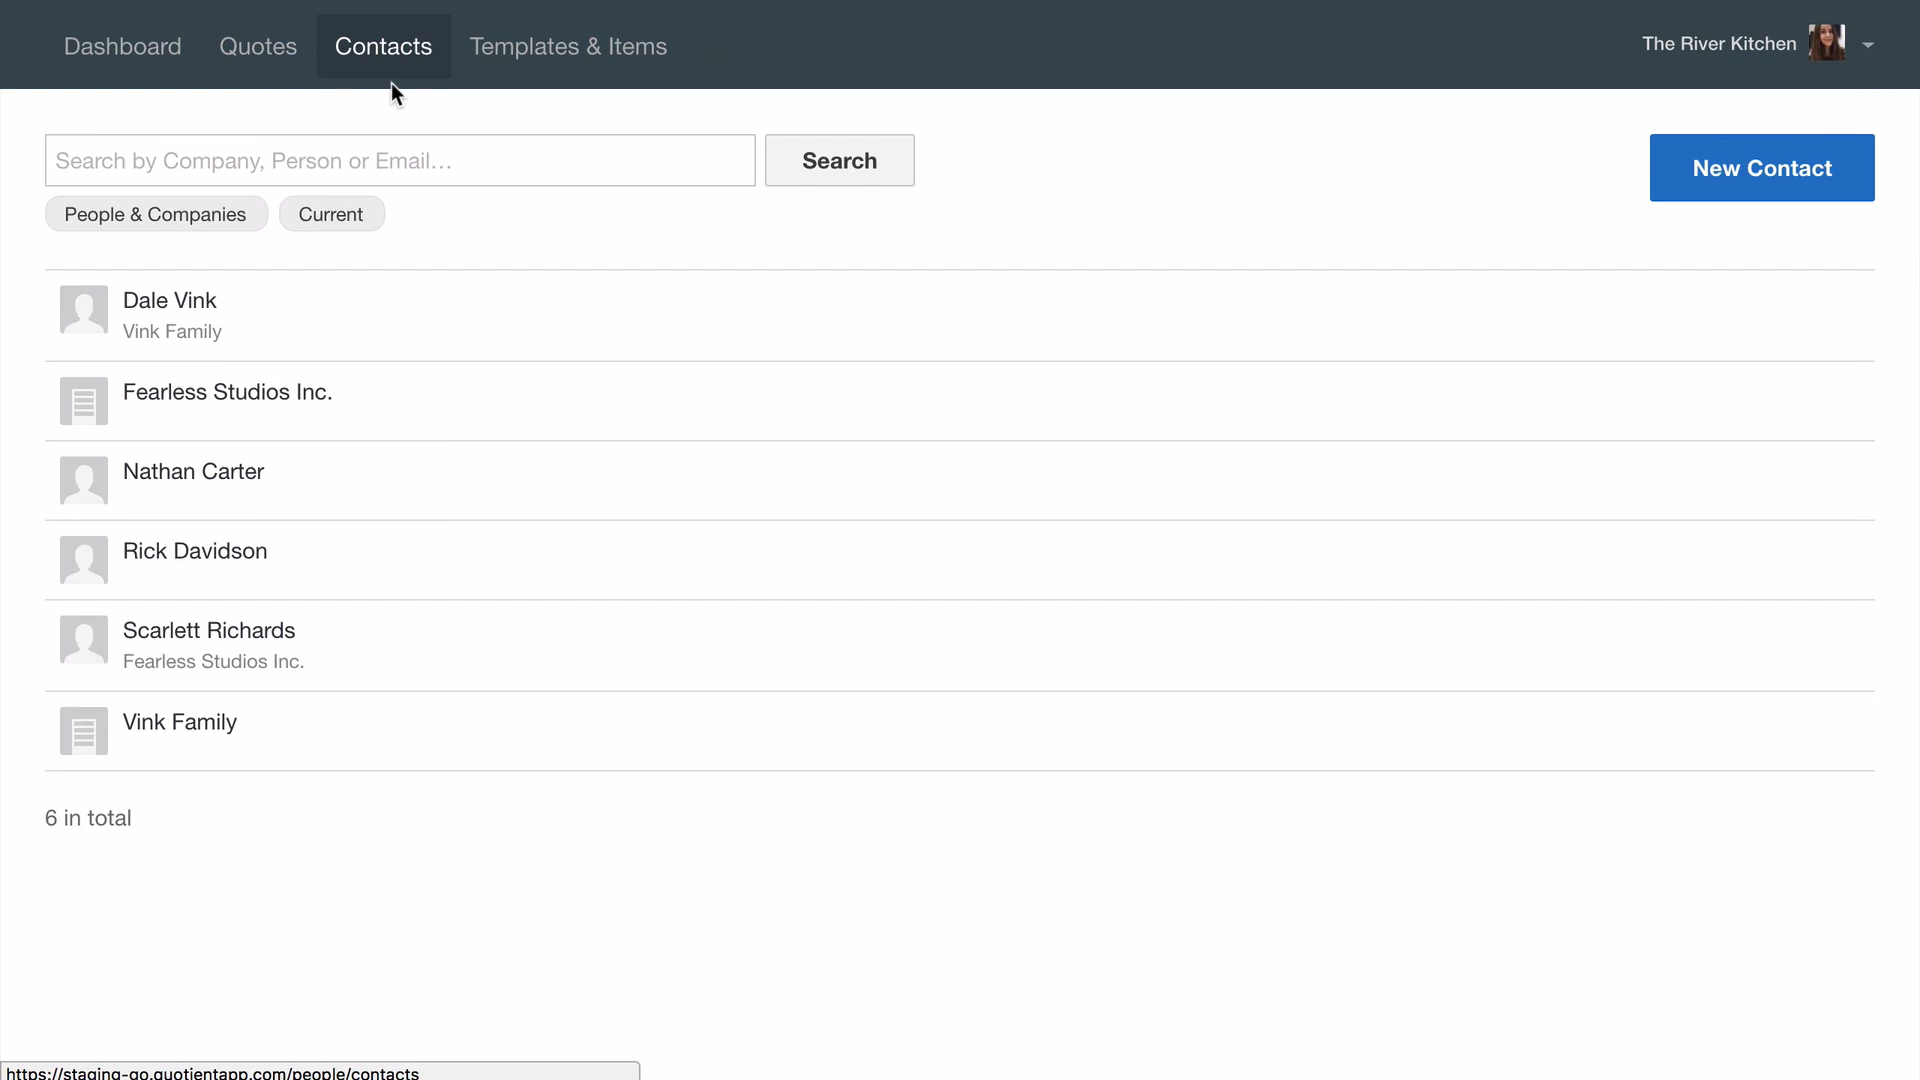 Dashboard Quotes Contacts Templates & Items The River Kitchen
Search by Company, Person or Email... Search New Contact
People & Companies Current
Dale Vink
Vink Family
Fearless Studios Inc.
Nathan Carter
Rick Davidson
Scarlett Richards
Fearless Studios Inc.
Vink Family
6 in total
https://staging-go.quotientapp.com/people/contacts